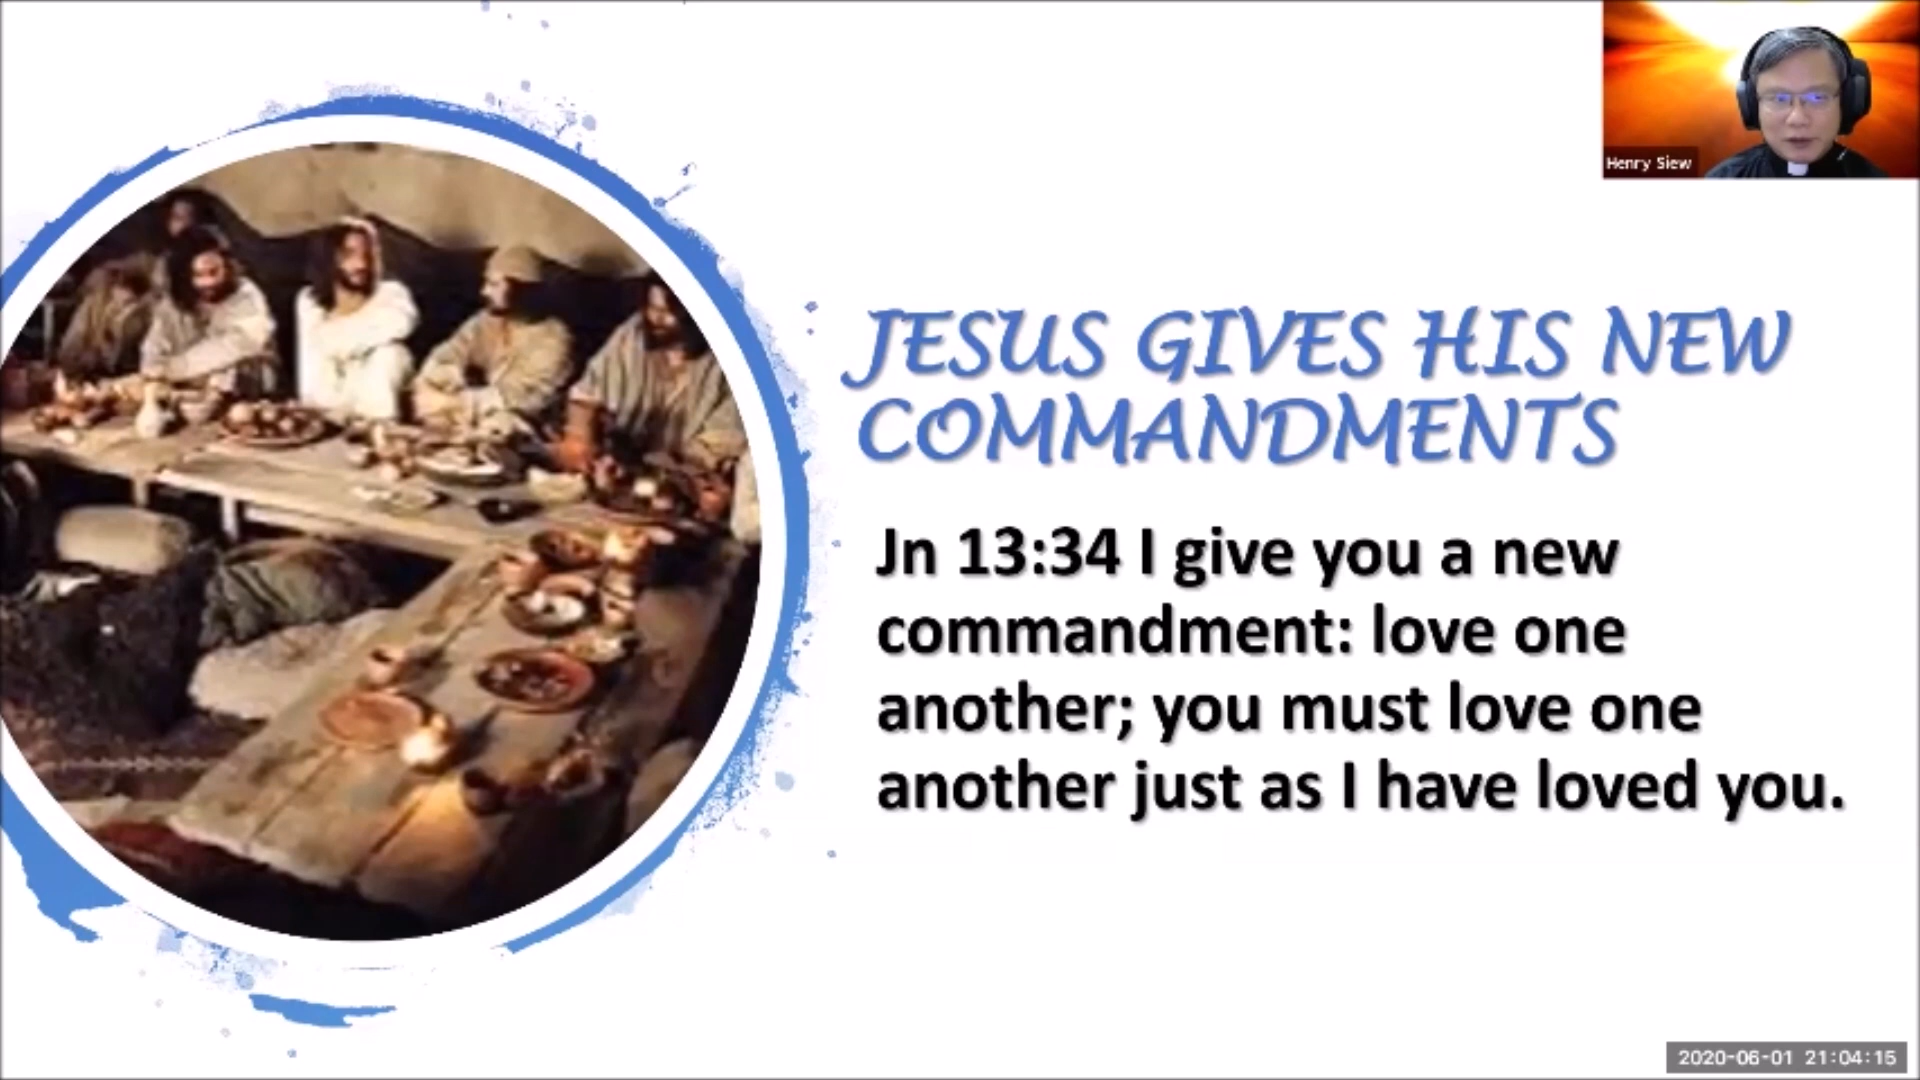 Henry Siew
JESUS GIVES HIS NEW
COMMANDMENTS
Jn 13:34 I give you a new
commandment: love one
another; you must love one
another just as I have loved you.
2020-06-01 21:04:15